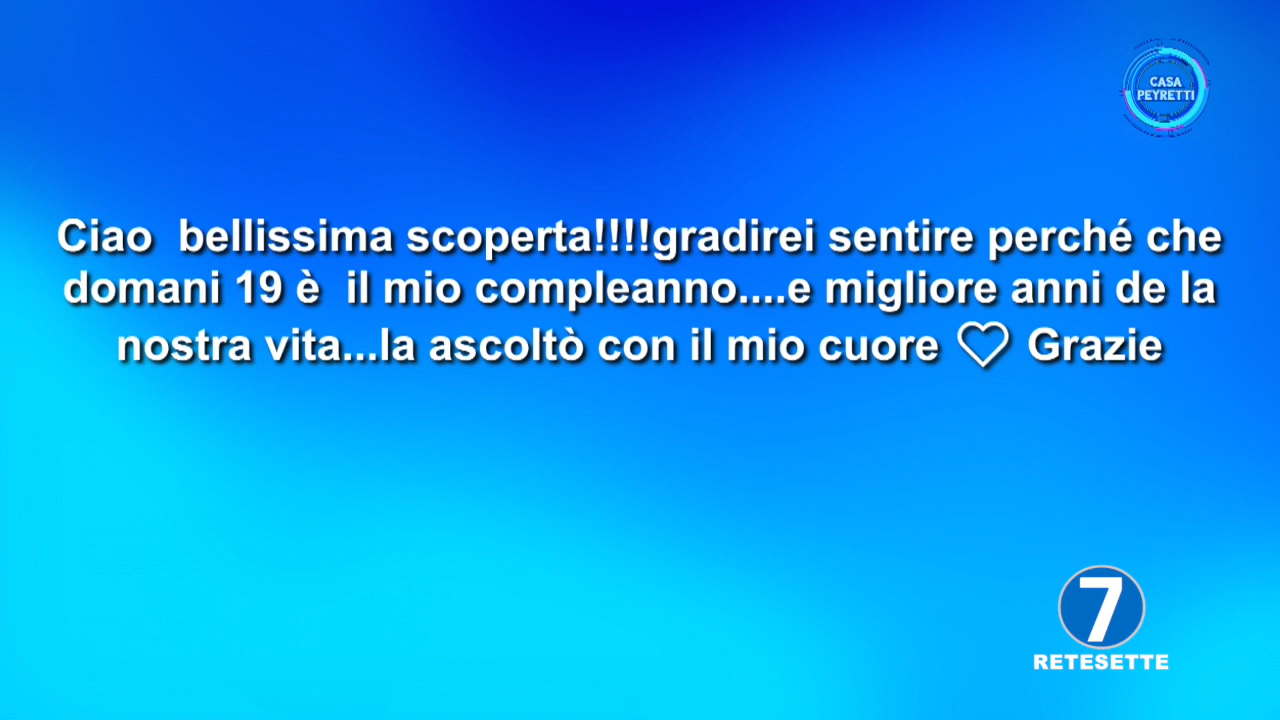 CASA
PEYRETTI
Ciao  bellissima scoperta!!!!gradirei sentire perché che
domani 19 è  il mio compleanno....e migliore anni de la
nostra vita...la ascoltò con il mio cuore ♡ Grazie
7
RETESETTE